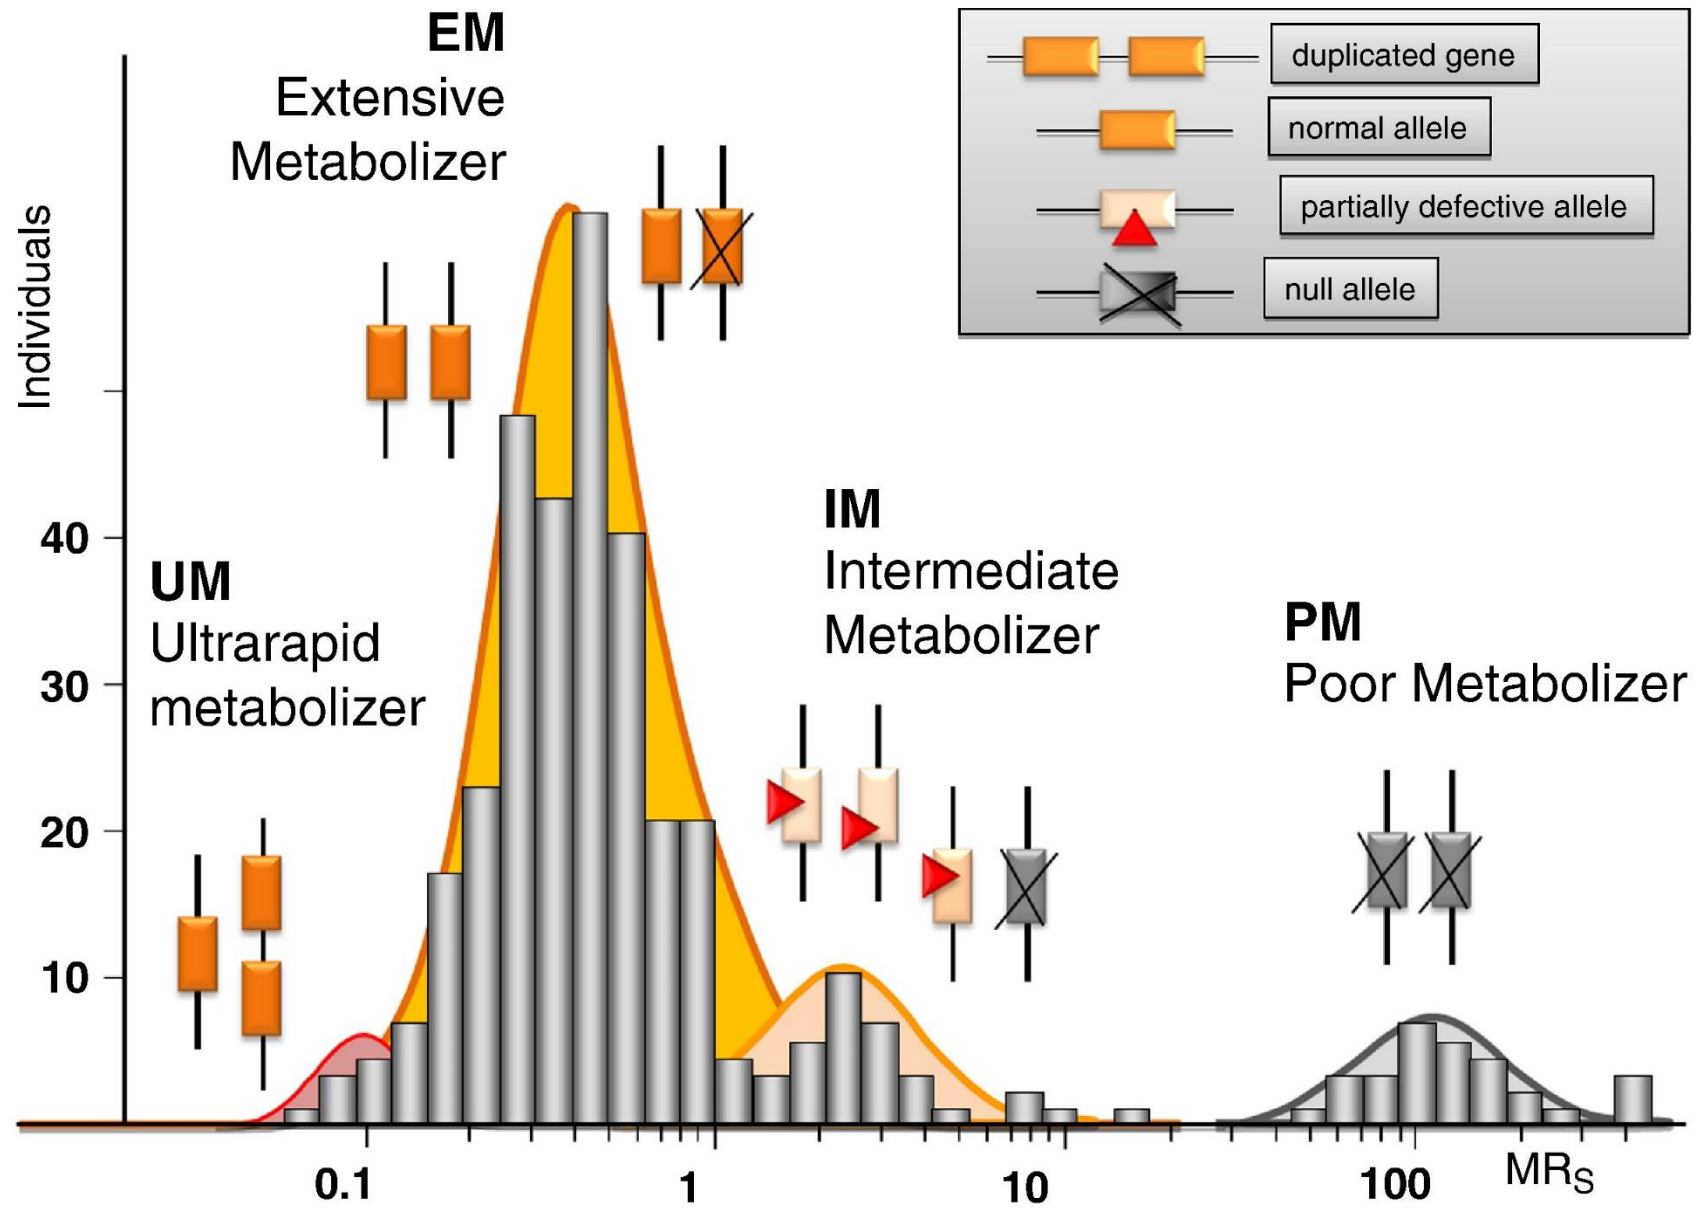 EM
Extensive
Metabolizer
duplicated gene
normal allele
partially defective allele
null allele
Individuals
40
30
20
10
UM
Ultrarapid
metabolizer
IM
Intermediate
Metabolizer
PM
Poor Metabolizer
0.1
1
10
100
MRS